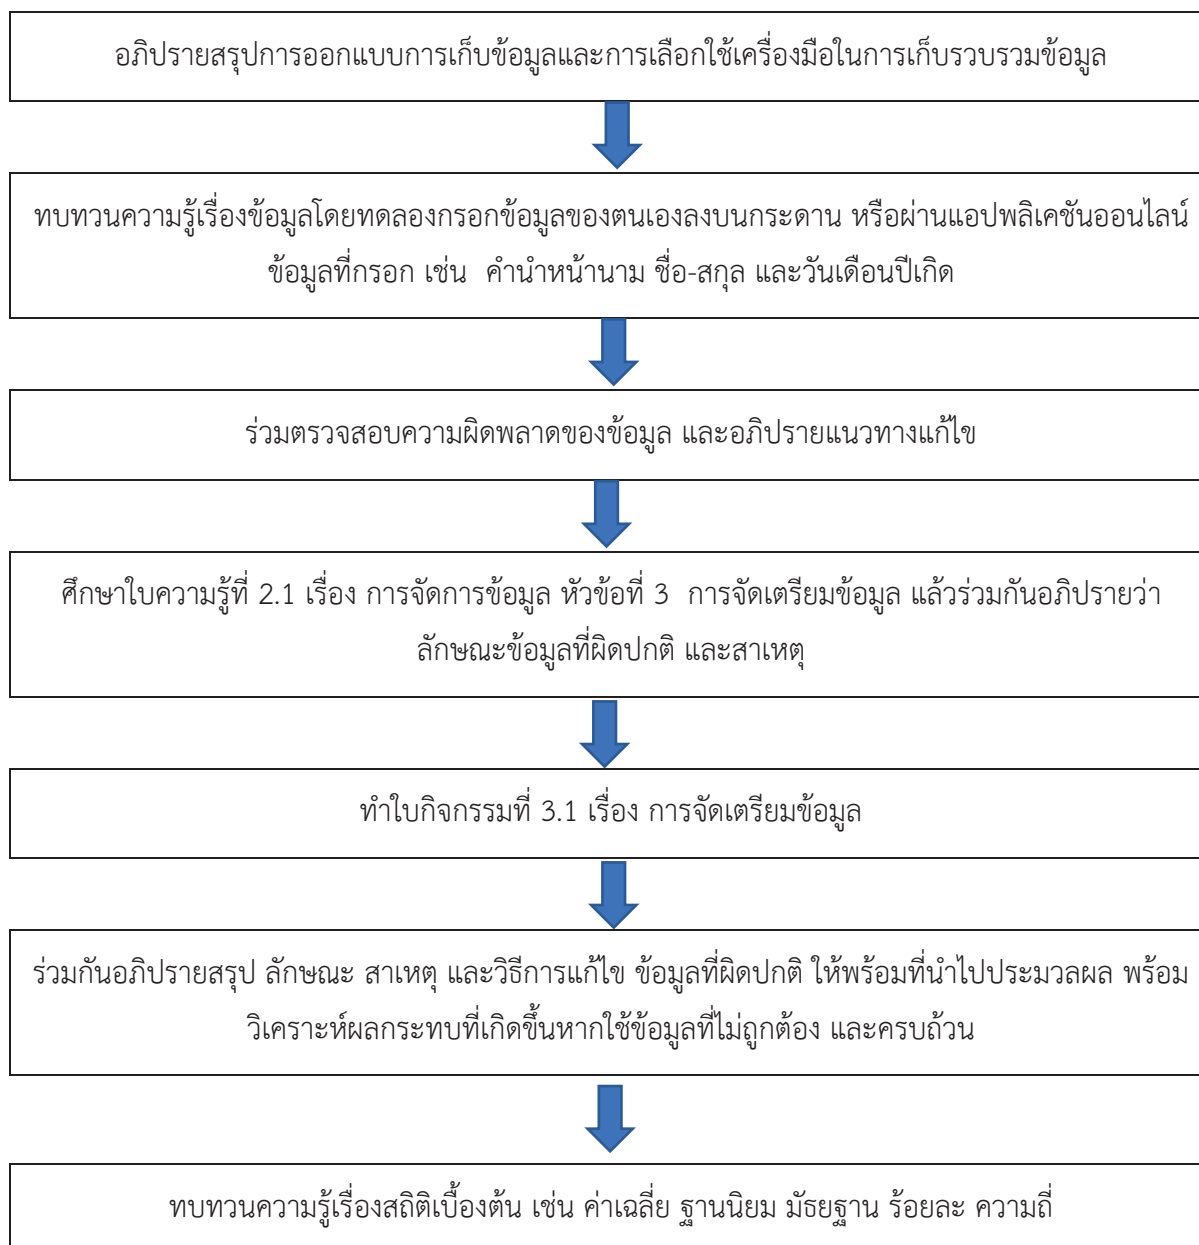 อภิปรายสรุปการออกแบบการเก็บข้อมูลและการเลือกใช้เครื่องมือในการเก็บรวบรวมข้อมูล
ทบทวนความรู้เรื่องข้อมูลโดยทดลองกรอกข้อมูลของตนเองลงบนกระดาน หรือผ่านแอปพลิเคชันออนไลน์
ข้อมูลที่กรอก เช่น คำนำหน้านาม ชื่อ-สกุล และวันเดือนปีเกิด
ร่วมตรวจสอบความผิดพลาดของข้อมูล และอภิปรายแนวทางแก้ไข
ศึกษาใบความรู้ที่ 2.1 เรื่อง การจัดการข้อมูล หัวข้อที่ 3 การจัดเตรียมข้อมูล แล้วร่วมกันอภิปรายว่า
ลักษณะข้อมูลที่ผิดปกติ และสาเหตุ
ทำใบกิจกรรมที่ 3.1 เรื่อง การจัดเตรียมข้อมูล
ร่วมกันอภิปรายสรุป ลักษณะ สาเหตุ และวิธีการแก้ไข ข้อมูลที่ผิดปกติ ให้พร้อมที่นำไปประมวลผล พร้อม
วิเคราะห์ผลกระทบที่เกิดขึ้นหากใช้ข้อมูลที่ไม่ถูกต้อง และครบถ้วน
ทบทวนความรู้เรื่องสถิติเบื้องต้น เช่น ค่าเฉลี่ย ฐานนิยม มัธยฐาน ร้อยละ ความถี่